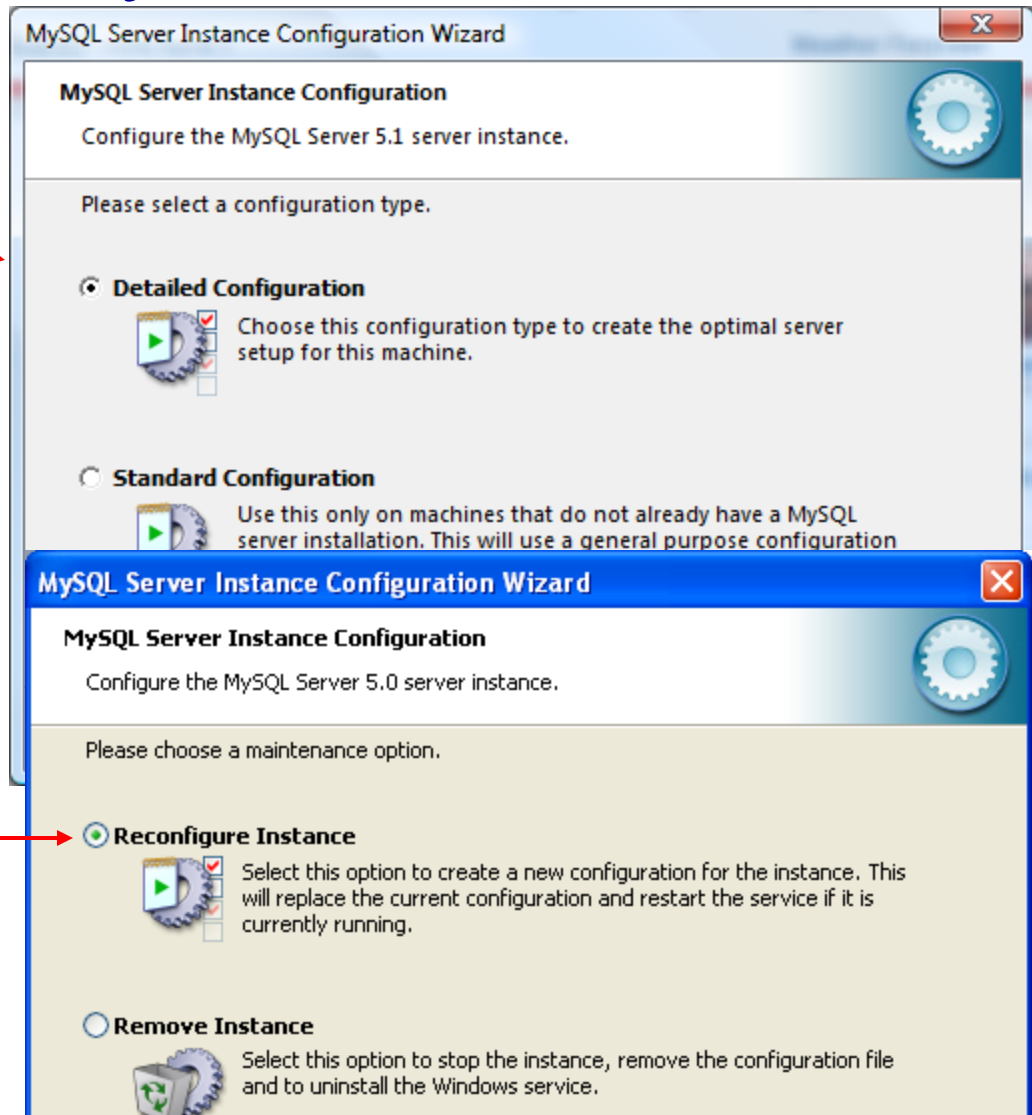 MySQL Server Instance Configuration Wizard
MySQL Server Instance Configuration
Configure the MySQL Server 5.1 server instance.
Please select a configuration type.
Detailed Configuration
Choose this configuration type to create the optimal server
setup for this machine.
Standard Configuration
Use this only on machines that do not already have a MySQL
server installation. This will use a general purpose configuration
MySQL Server Instance Configuration Wizard
MySQL Server Instance Configuration
Configure the MySQL Server 5.0 server instance.
Please choose a maintenance option.
Reconfigure Instance
Select this option to create a new configuration for the instance. This
will replace the current configuration and restart the service if it is
currently running.
Remove Instance
Select this option to stop the instance, remove the configuration file
and to uninstall the Windows service.